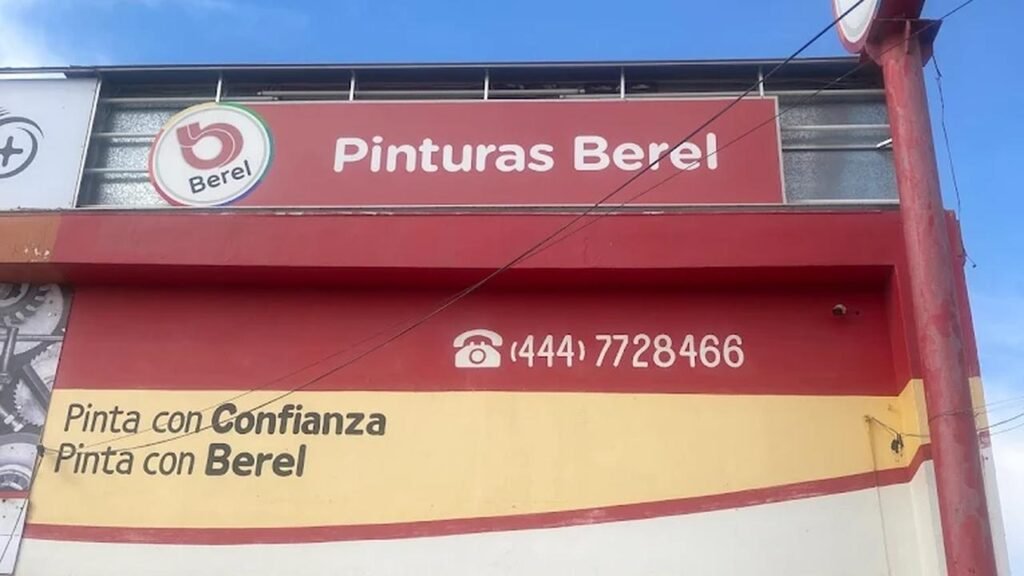 Berel
Pinturas Berel
(444) 7728466
Pinta con Confianza
Pinta con Berel